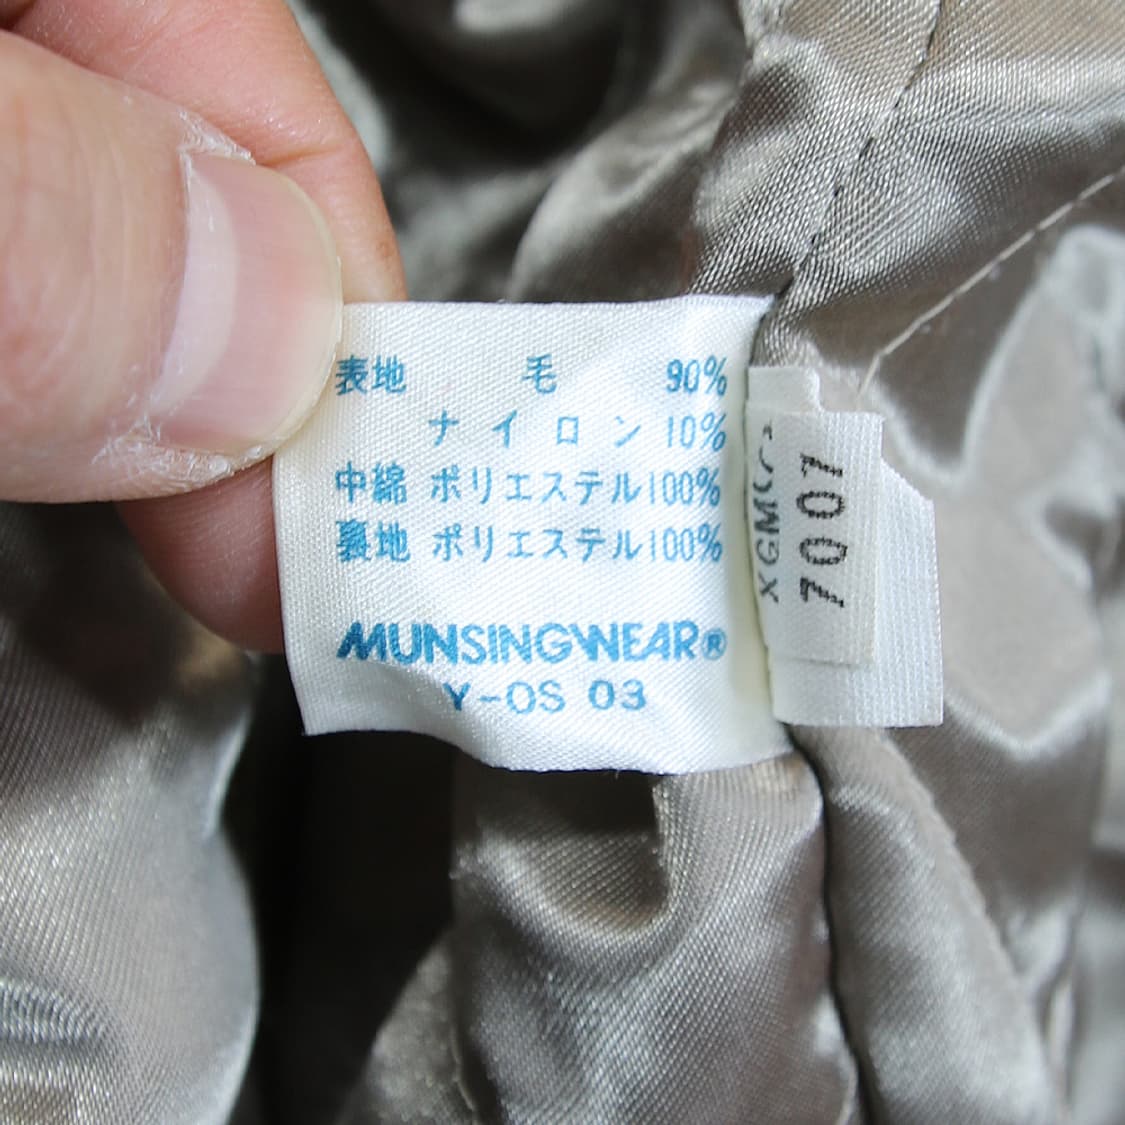 表地 毛 90%
ナイロン 10%
中綿 ポリエステル100%
裏地 ポリエステル100%
MUNSINGWEAR®
Y-OS 03
7007